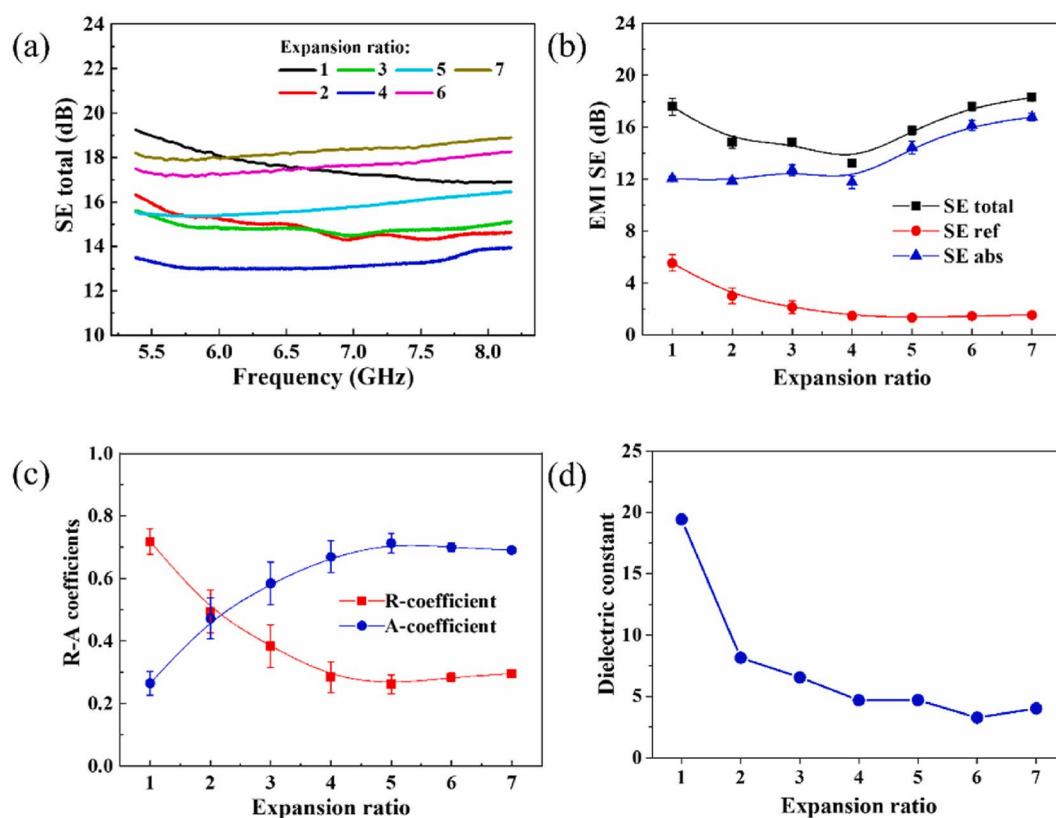 (a)
SE total (dB)
24
22
20
18
16
14
12
10
Expansion ratio:
1 3 5 7
2 4 6
5.5 6.0 6.5 7.0 7.5 8.0
Frequency (GHz)
(b)
EMI SE (dB)
24
20
16
12
8
4
0
SE total
SE ref
SE abs
1 2 3 4 5 6 7
Expansion ratio
(c)
R-A coefficients
1.0
0.8
0.6
0.4
0.2
0.0
R-coefficient
A-coefficient
1 2 3 4 5 6 7
Expansion ratio
(d)
Dielectric constant
25
20
15
10
5
0
1 2 3 4 5 6 7
Expansion ratio